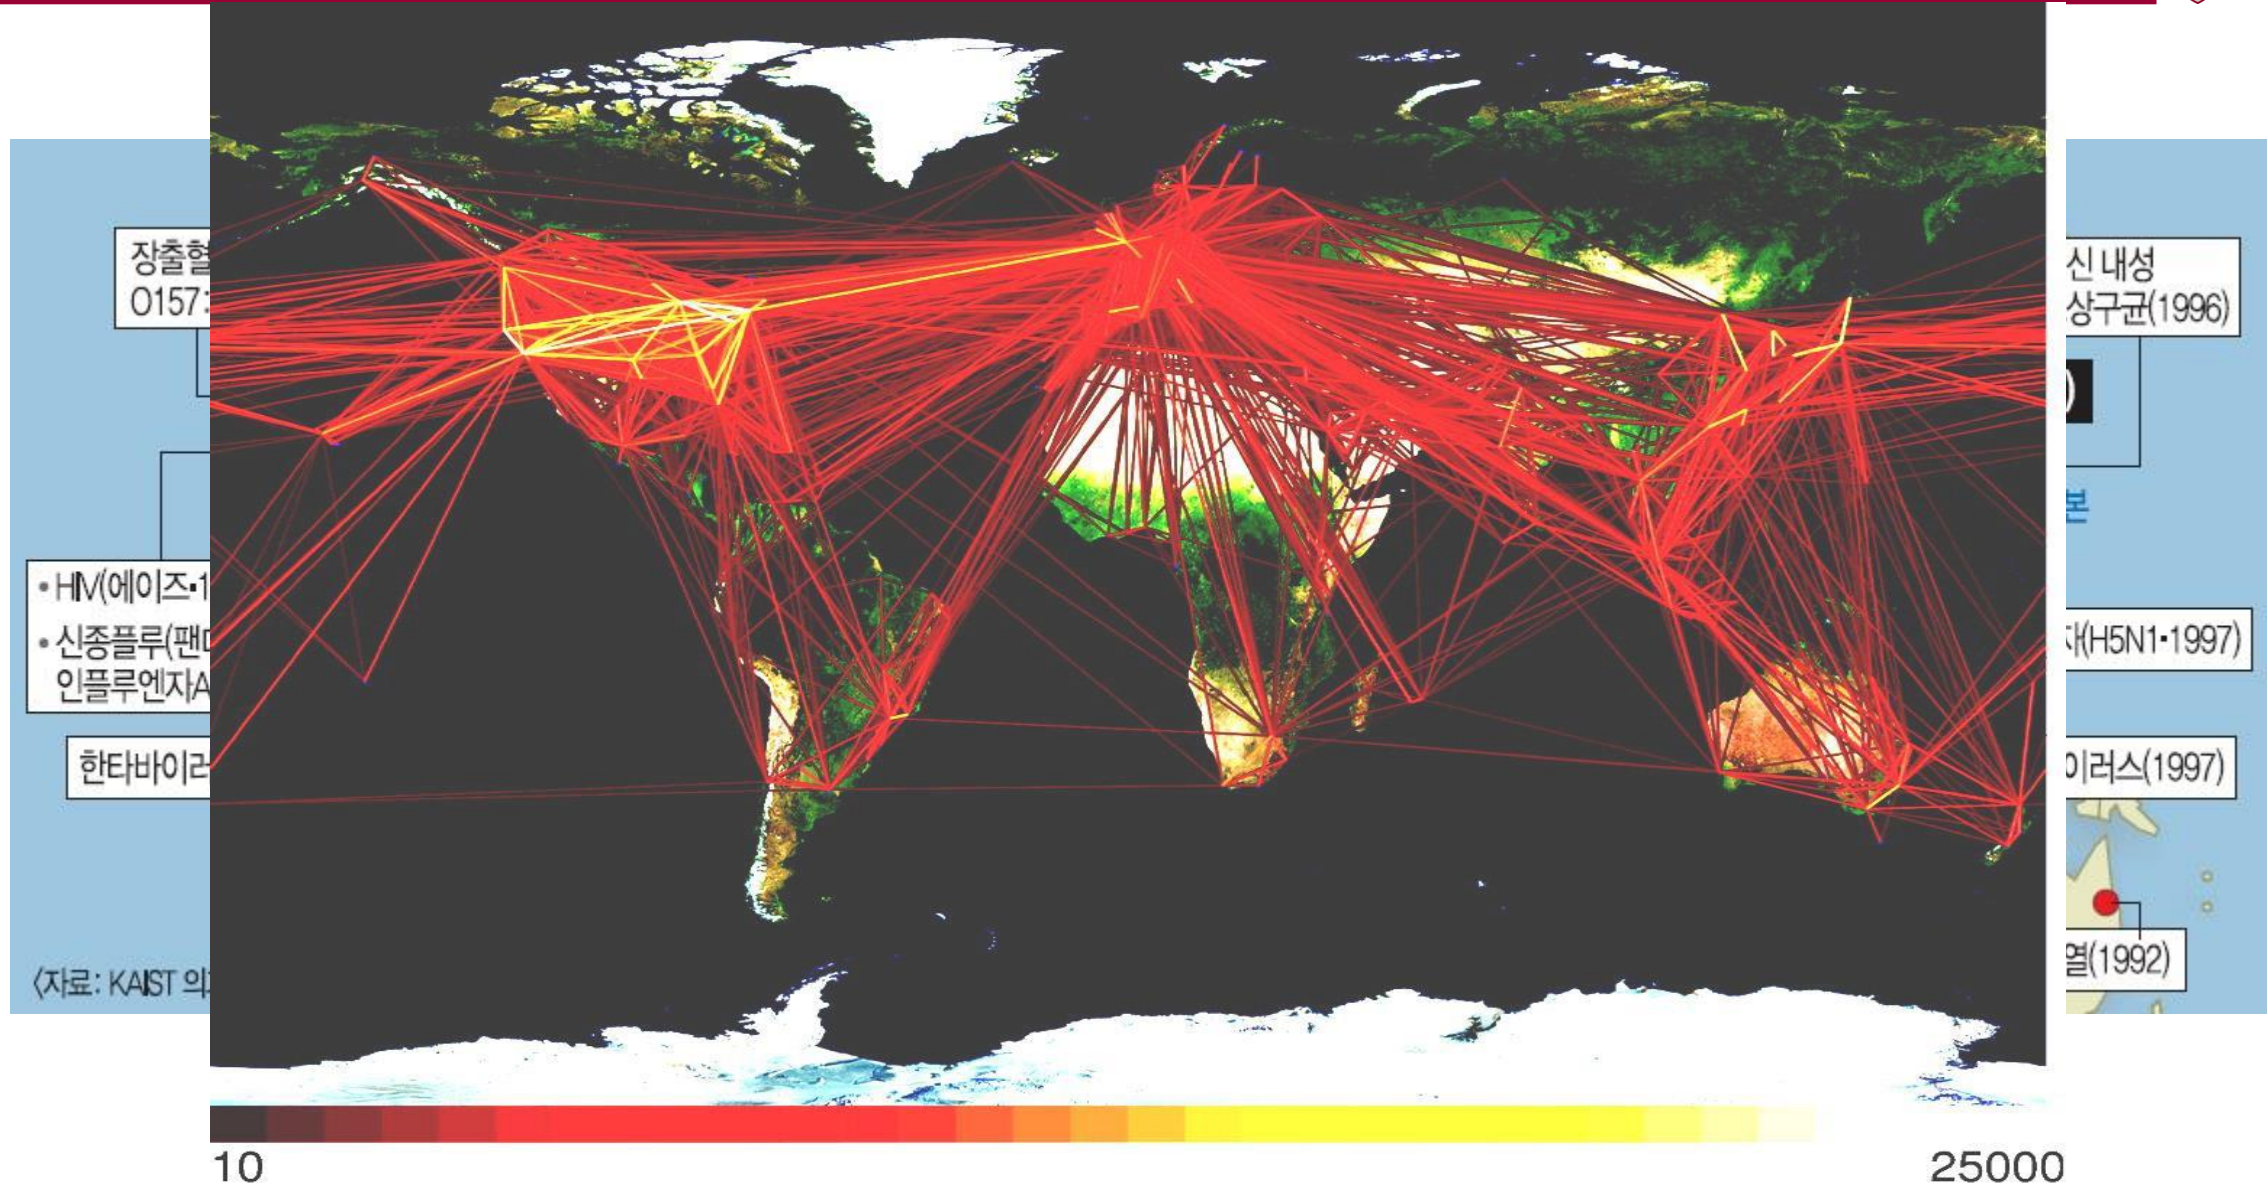 장출혈
O157:
• HIV(에이즈·1
• 신종플루(팬
인플루엔자A
한타바이러
〈자료: KAIST 의
신 내성
상구균(1996)
)
본
자(H5N1·1997)
이러스(1997)
열(1992)
10
25000